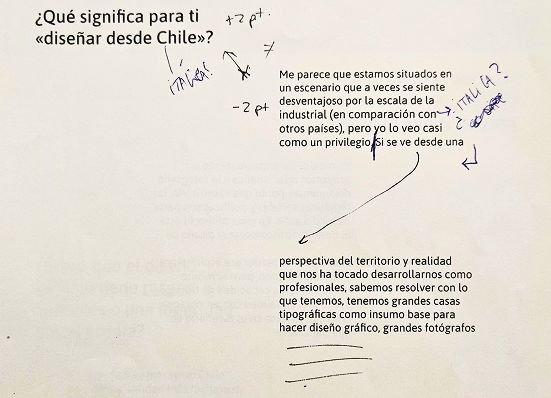 ¿Qué significa para ti
«diseñar desde Chile»?
+2 pt.
ITÁLICA!
≠
-2 pt
Me parece que estamos situados en
un escenario que a veces se siente
desventajoso por la escala de la
industrial (en comparación con
otros países), pero yo lo veo casi
como un privilegio. Si se ve desde una
¿ITALICA?
perspectiva del territorio y realidad
que nos ha tocado desarrollarnos como
profesionales, sabemos resolver con lo
que tenemos, tenemos grandes casas
tipográficas como insumo base para
hacer diseño gráfico, grandes fotógrafos